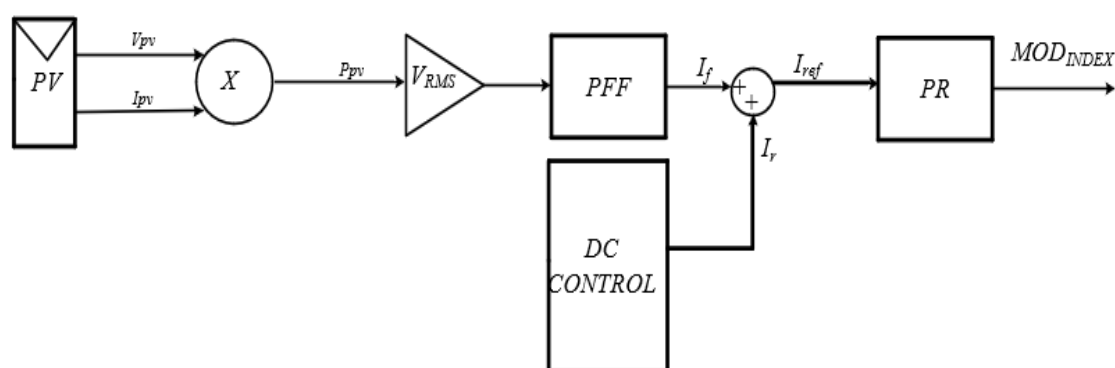 Vpv
PV
Ipv
X
Ppv
VRMS
PFF
If
+
+
Iref
Ir
PR
MODINDEX
DC
CONTROL